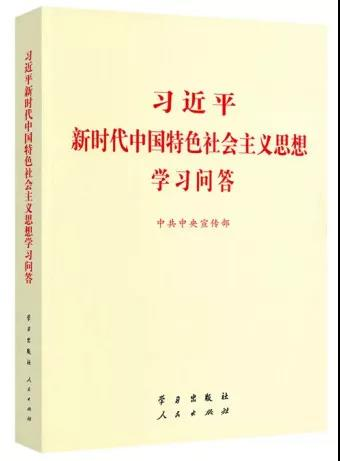 习近平
新时代中国特色社会主义思想
学习问答
中共中央宣传部
学习出版社
人民出版社
习近平新时代中国特色社会主义思想学习问答
学习出版社
人民出版社